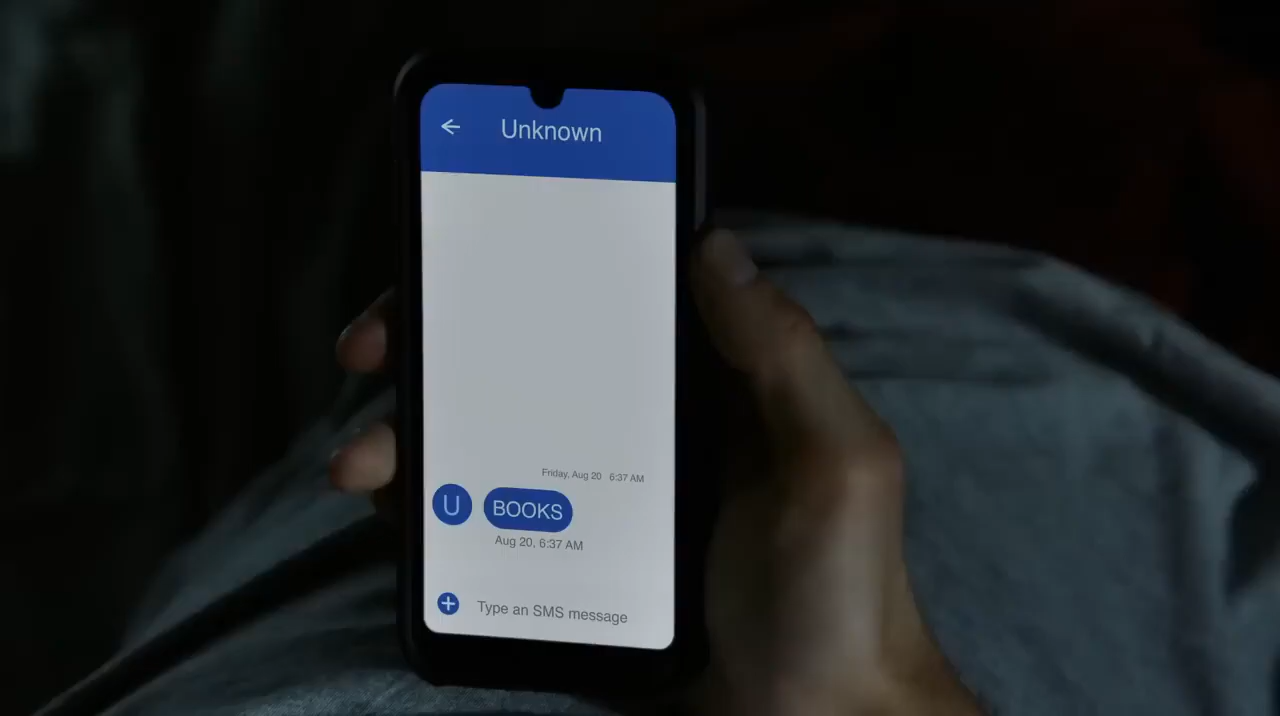 Unknown
Friday, Aug 20 6:37 AM
U
BOOKS
Aug 20, 6:37 AM
Type an SMS message